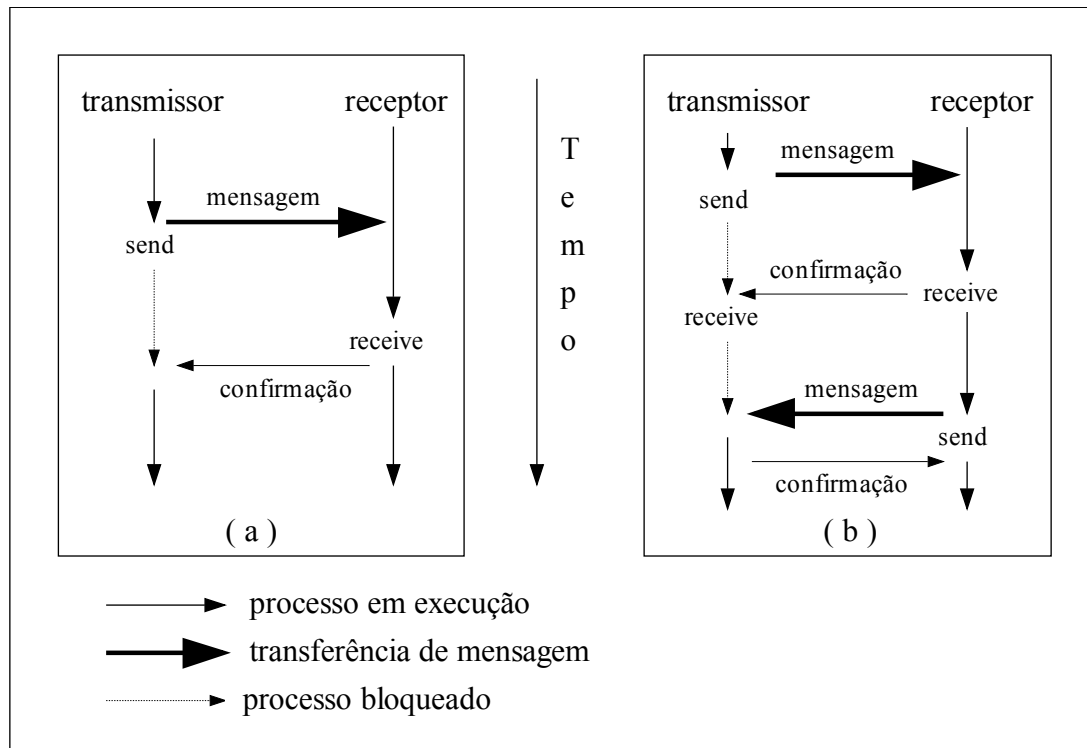 transmissor
receptor
mensagem
send
receive
confirmação
( a )
T
e
m
p
o
transmissor
receptor
mensagem
send
confirmação
receive
receive
mensagem
send
confirmação
( b )
processo em execução
transferência de mensagem
processo bloqueado